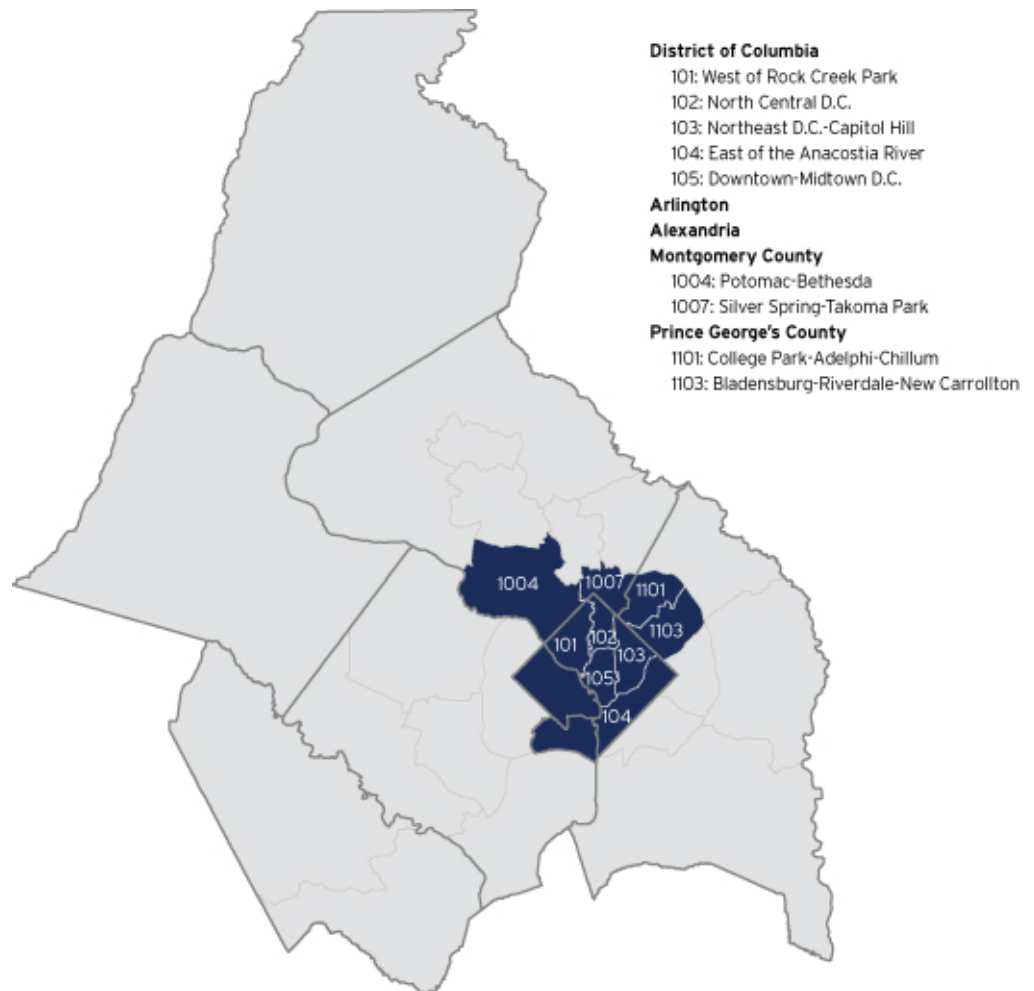 District of Columbia
101: West of Rock Creek Park
102: North Central D.C.
103: Northeast D.C.-Capitol Hill
104: East of the Anacostia River
105: Downtown-Midtown D.C.
Arlington
Alexandria
Montgomery County
1004: Potomac-Bethesda
1007: Silver Spring-Takoma Park
Prince George's County
1101: College Park-Adelphi-Chillum
1103: Bladensburg-Riverdale-New Carrollton
1004
1007
1101
1103
101
102
103
105
104